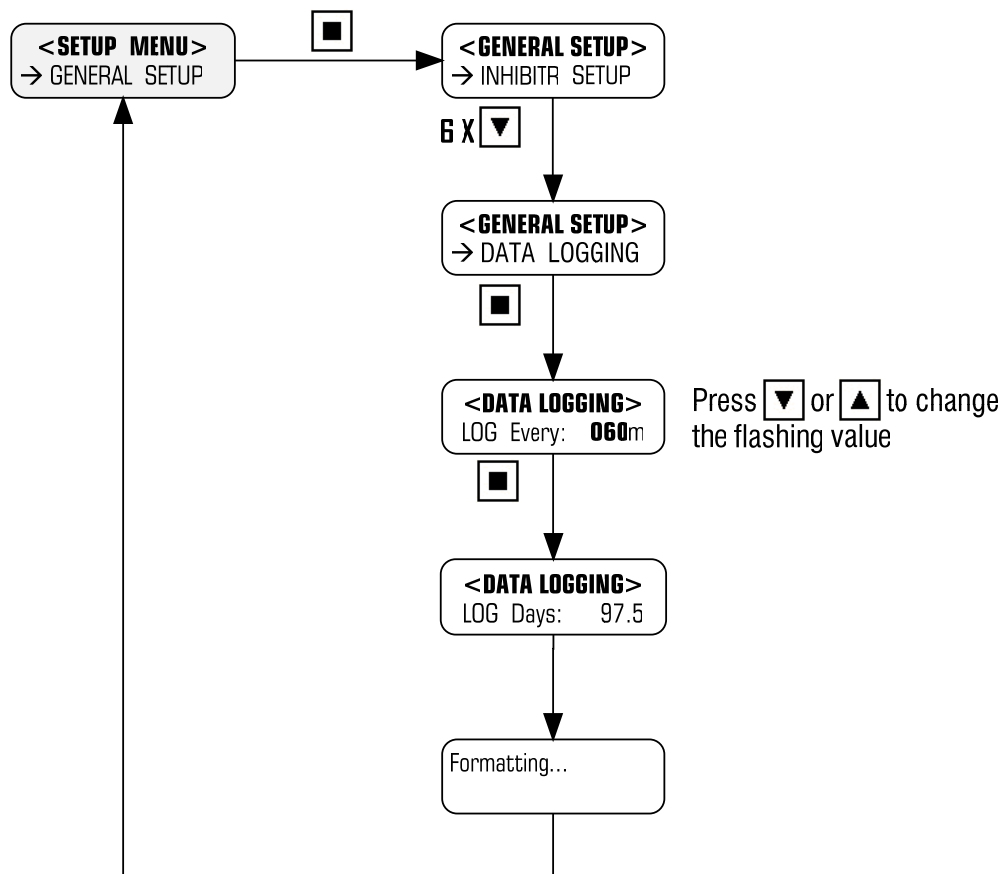 <SETUP MENU>
→ GENERAL SETUP
<GENERAL SETUP>
→ INHIBITR SETUP
6 X ▼
<GENERAL SETUP>
→ DATA LOGGING
<DATA LOGGING>
LOG Every: 060m
Press ▼ or ▲ to change
the flashing value
<DATA LOGGING>
LOG Days: 97.5
Formatting...